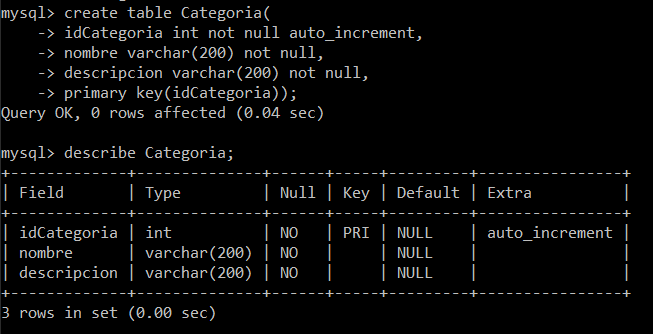 mysql> create table Categoria(
    -> idCategoria int not null auto_increment,
    -> nombre varchar(200) not null,
    -> descripcion varchar(200) not null,
    -> primary key(idCategoria));
Query OK, 0 rows affected (0.04 sec)

mysql> describe Categoria;
+-------------+--------------+------+-----+---------+----------------+
| Field       | Type         | Null | Key | Default | Extra          |
+-------------+--------------+------+-----+---------+----------------+
| idCategoria | int          | NO   | PRI | NULL    | auto_increment |
| nombre      | varchar(200) | NO   |     | NULL    |                |
| descripcion | varchar(200) | NO   |     | NULL    |                |
+-------------+--------------+------+-----+---------+----------------+
3 rows in set (0.00 sec)